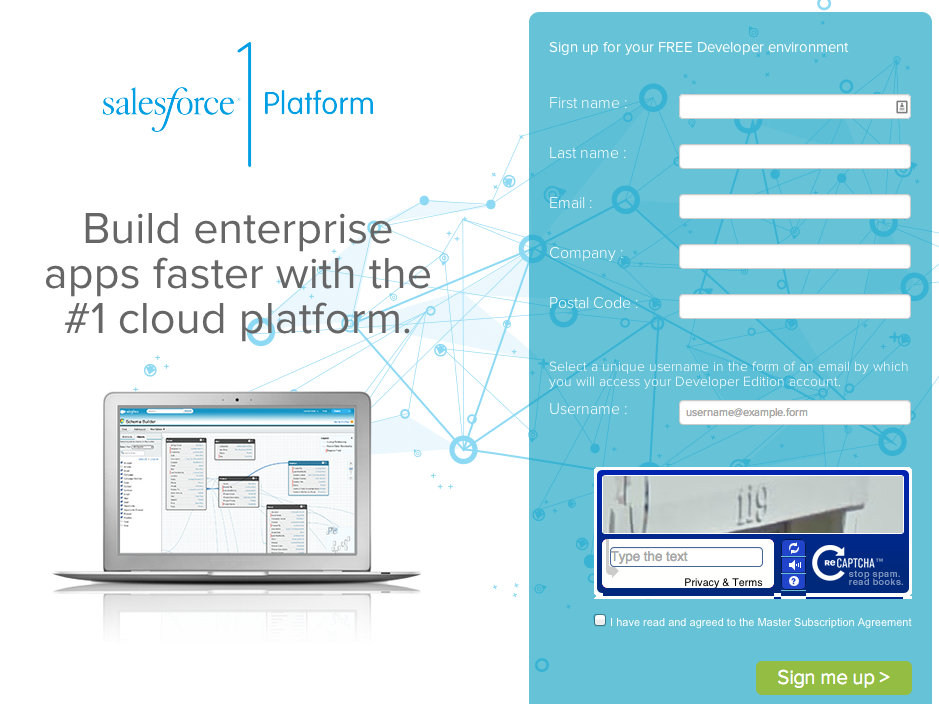 salesforce 1 Platform
Build enterprise
apps faster with the
#1 cloud platform.
Schema Builder
Sign up for your FREE Developer environment
First name :
Last name :
Email :
Company :
Postal Code :
Select a unique username in the form of an email by which
you will access your Developer Edition account.
Username :
username@example.form
119
Type the text
Privacy & Terms
reCAPTCHA™
stop spam.
read books.
I have read and agreed to the Master Subscription Agreement
Sign me up >